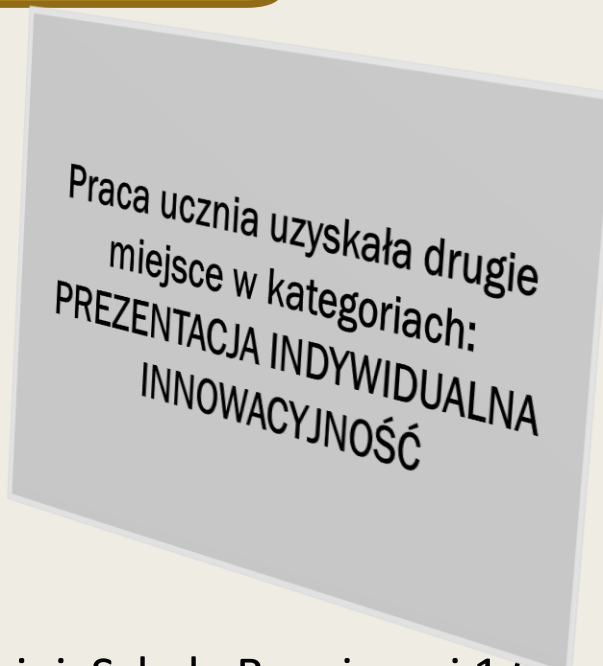 Praca ucznia uzyskała drugie
miejsce w kategoriach:
PREZENTACJA INDYWIDUALNA
INNOWACYJNOŚĆ